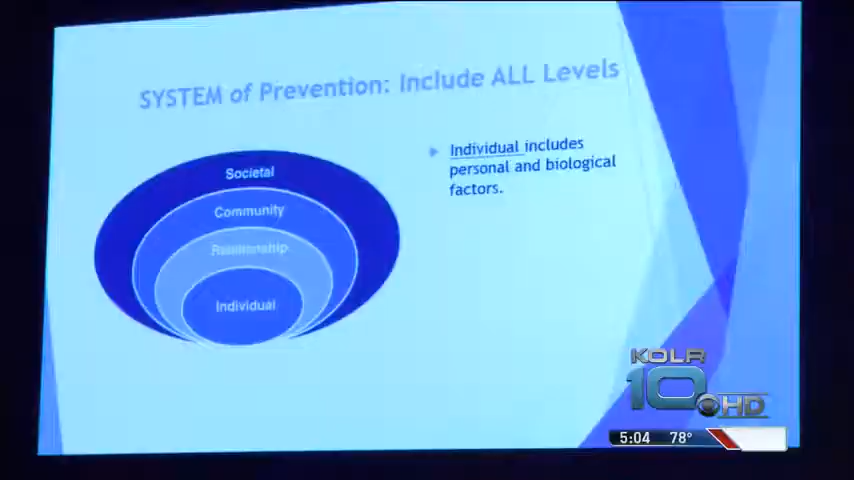 SYSTEM of Prevention: Include ALL Levels
Societal
Community
Relationship
Individual
Individual includes
personal and biological
factors.
KOLR
10 HD
5:04 78°